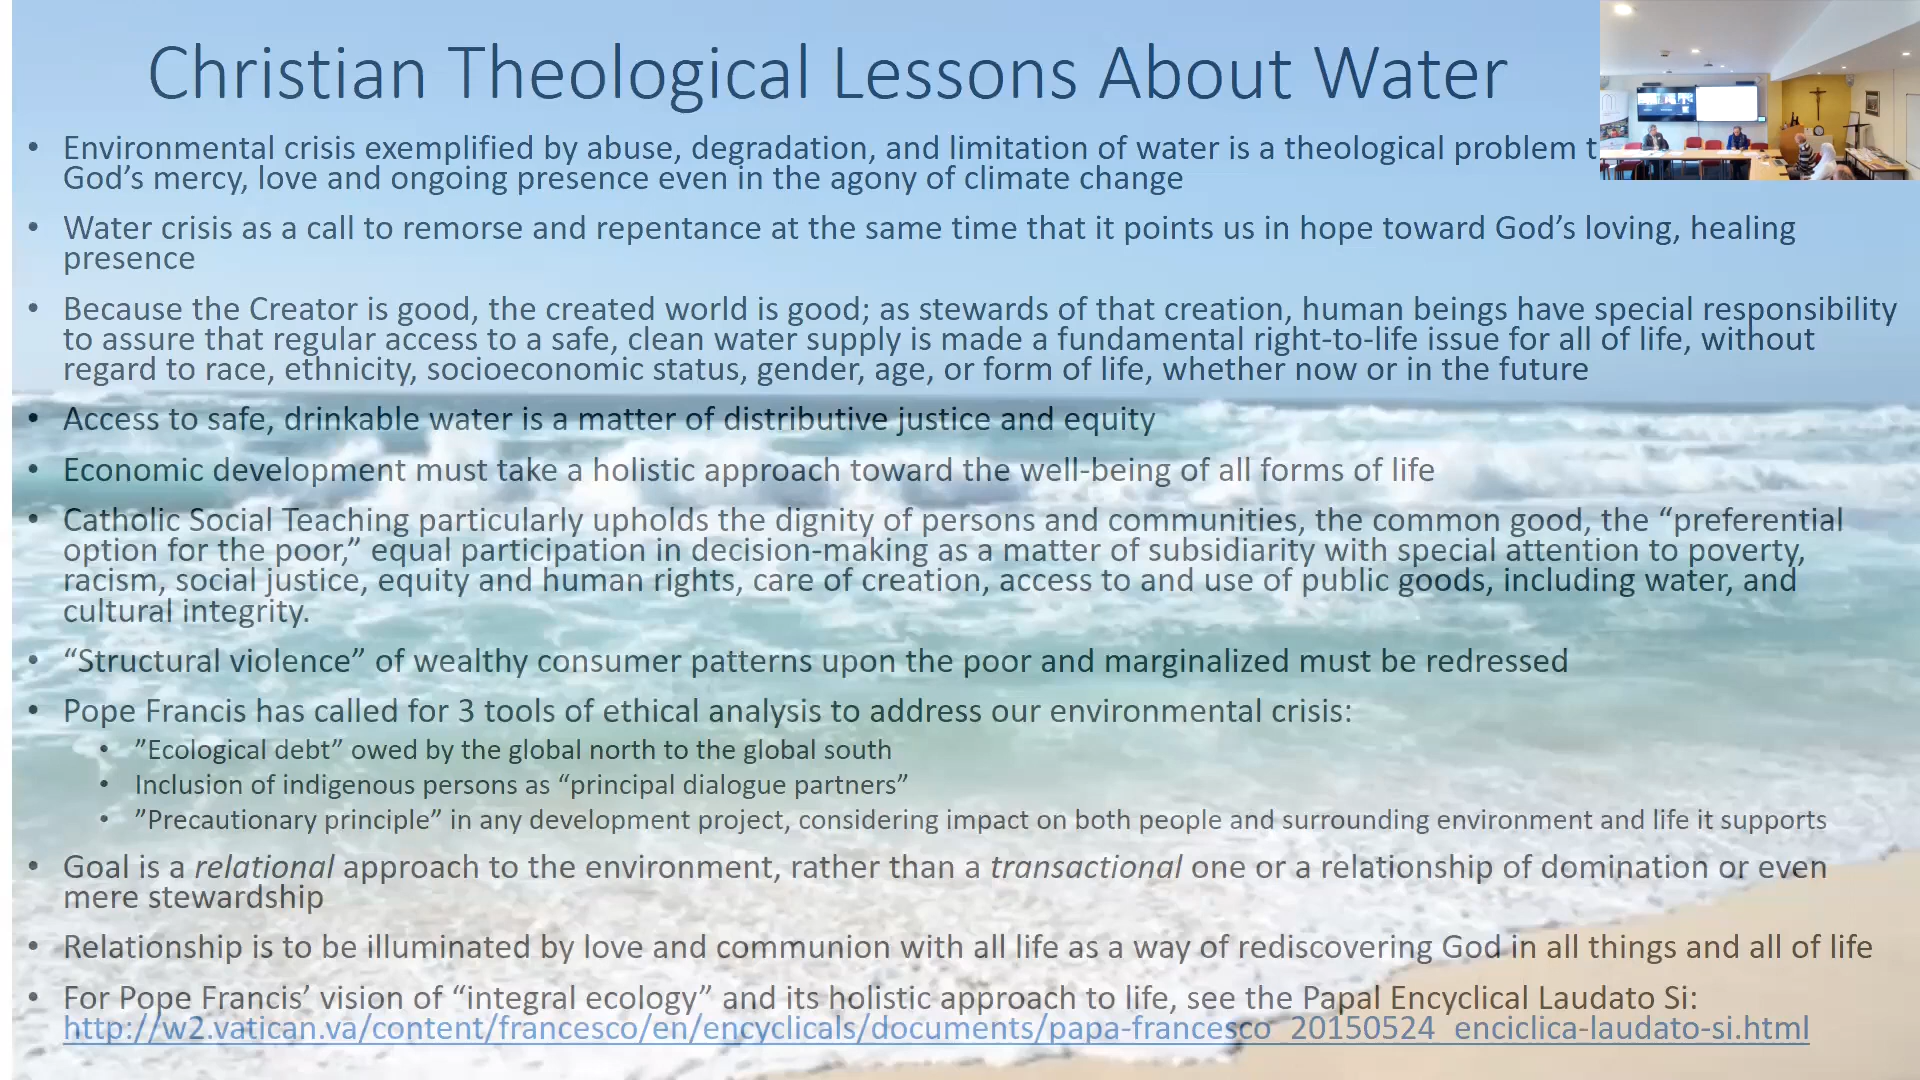 Christian Theological Lessons About Water
• Environmental crisis exemplified by abuse, degradation, and limitation of water is a theological problem
God’s mercy, love and ongoing presence even in the agony of climate change
• Water crisis as a call to remorse and repentance at the same time that it points us in hope toward God’s loving, healing
presence
• Because the Creator is good, the created world is good; as stewards of that creation, human beings have special responsibility
to assure that regular access to a safe, clean water supply is made a fundamental right-to-life issue for all of life, without
regard to race, ethnicity, socioeconomic status, gender, age, or form of life, whether now or in the future
• Access to safe, drinkable water is a matter of distributive justice and equity
• Economic development must take a holistic approach toward the well-being of all forms of life
• Catholic Social Teaching particularly upholds the dignity of persons and communities, the common good, the “preferential
option for the poor,” equal participation in decision-making as a matter of subsidiarity with special attention to poverty,
racism, social justice, equity and human rights, care of creation, access to and use of public goods, including water, and
cultural integrity.
• “Structural violence” of wealthy consumer patterns upon the poor and marginalized must be redressed
• Pope Francis has called for 3 tools of ethical analysis to address our environmental crisis:
• ”Ecological debt” owed by the global north to the global south
• Inclusion of indigenous persons as “principal dialogue partners”
• ”Precautionary principle” in any development project, considering impact on both people and surrounding environment and life it supports
• Goal is a relational approach to the environment, rather than a transactional one or a relationship of domination or even
mere stewardship
• Relationship is to be illuminated by love and communion with all life as a way of rediscovering God in all things and all of life
• For Pope Francis’ vision of “integral ecology” and its holistic approach to life, see the Papal Encyclical Laudato Si:
http://w2.vatican.va/content/francesco/en/encyclicals/documents/papa-francesco_20150524_enciclica-laudato-si.html